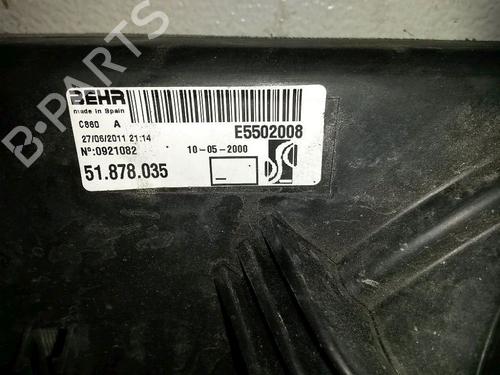 B-PARTS
BEHR
made in Spain
C860 A
27/06/2011 21:14
E5502008
Nº:0921082
10-05-2000
51.878.035